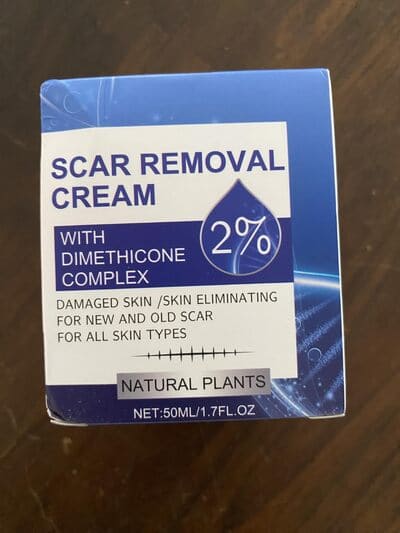 SCAR REMOVAL
CREAM
2%
WITH
DIMETHICONE
COMPLEX
DAMAGED SKIN /SKIN ELIMINATING
FOR NEW AND OLD SCAR
FOR ALL SKIN TYPES
NATURAL PLANTS
NET:50ML/1.7FL.OZ